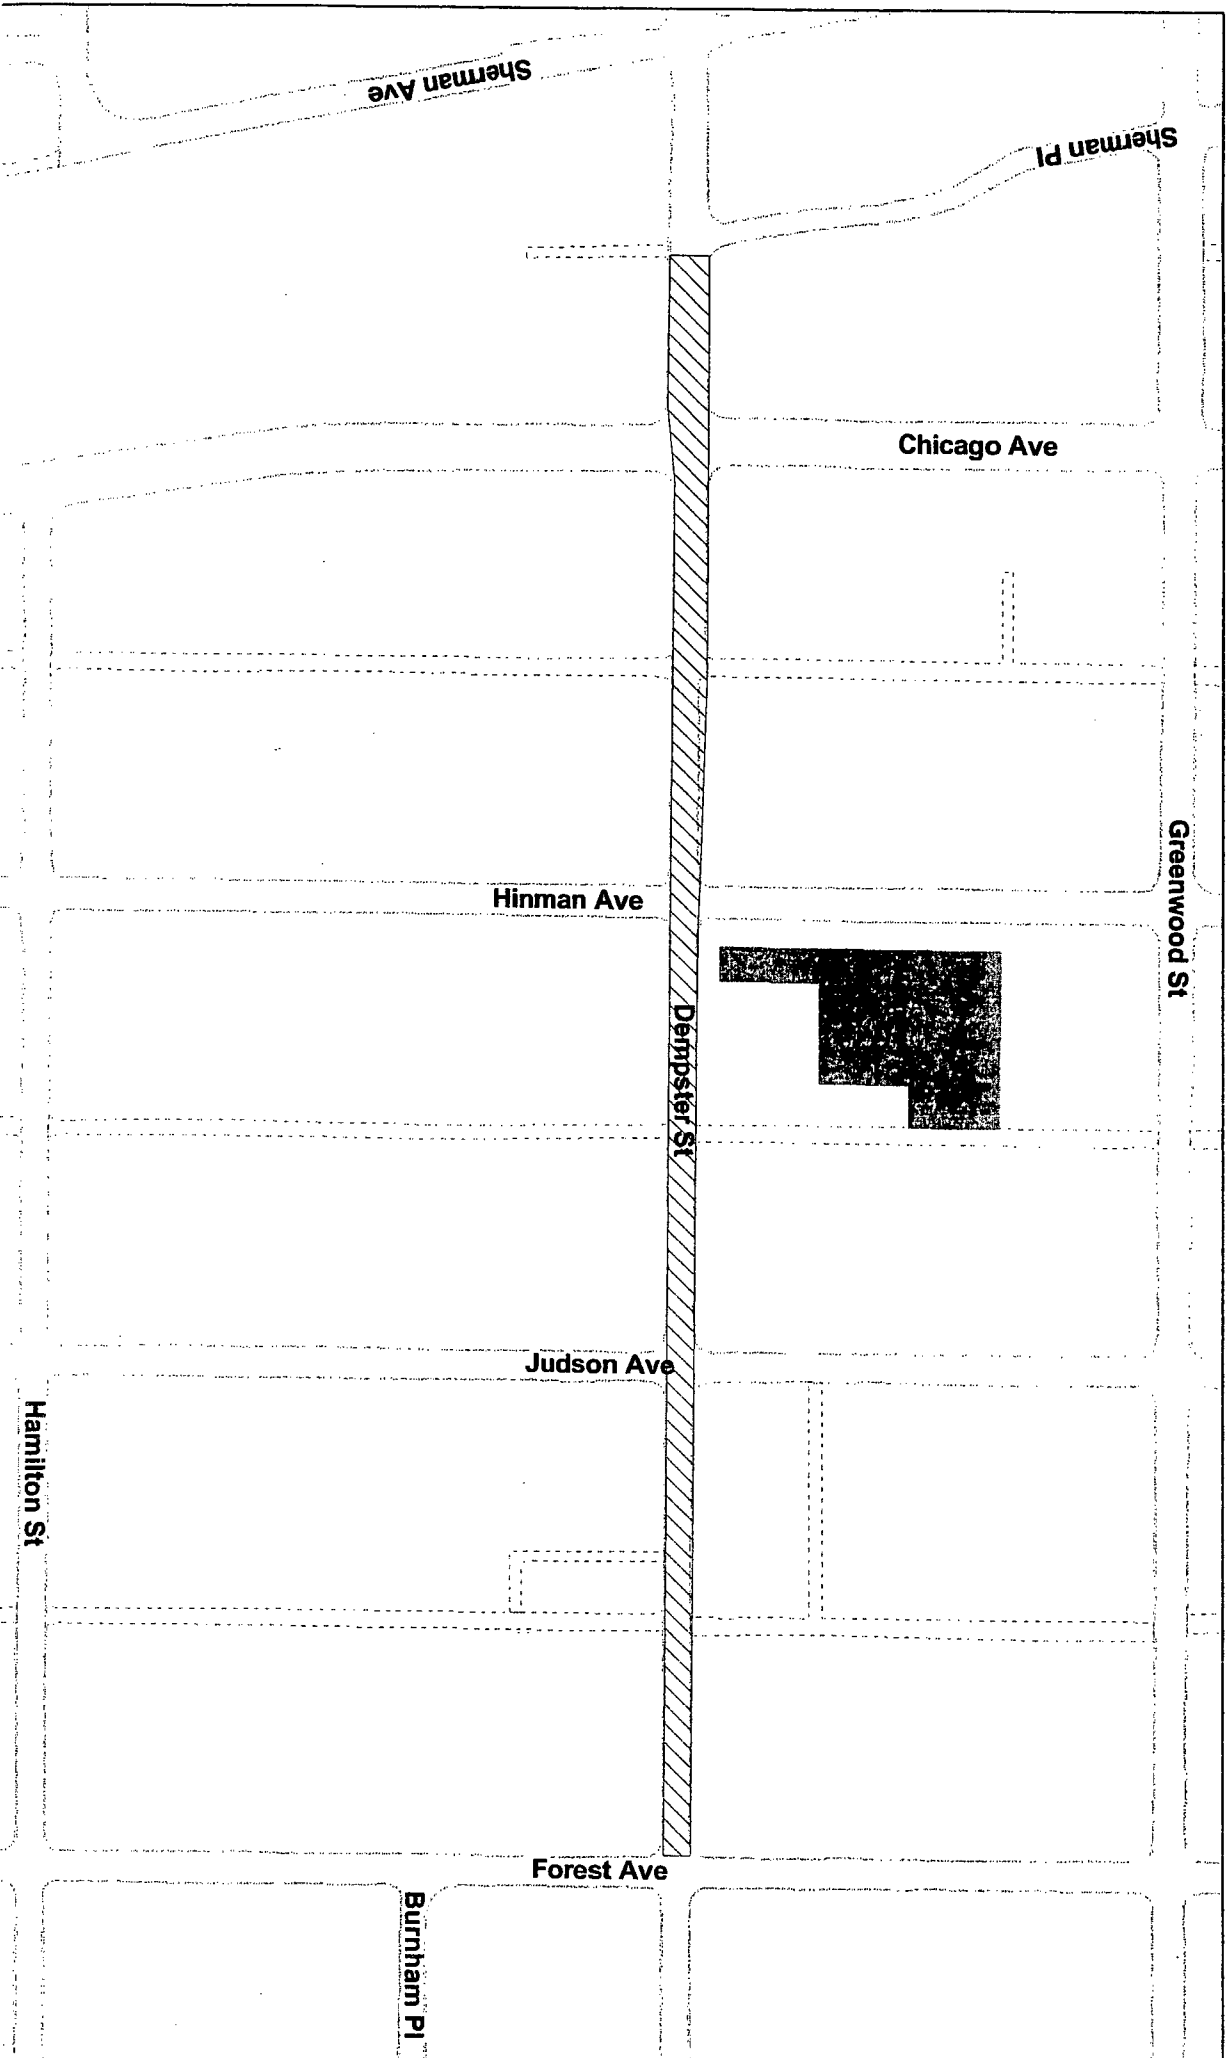 Sherman Ave
Sherman Pl
Chicago Ave
Greenwood St
Hinman Ave
Dempster St
Judson Ave
Hamilton St
Forest Ave
Burnham Pl